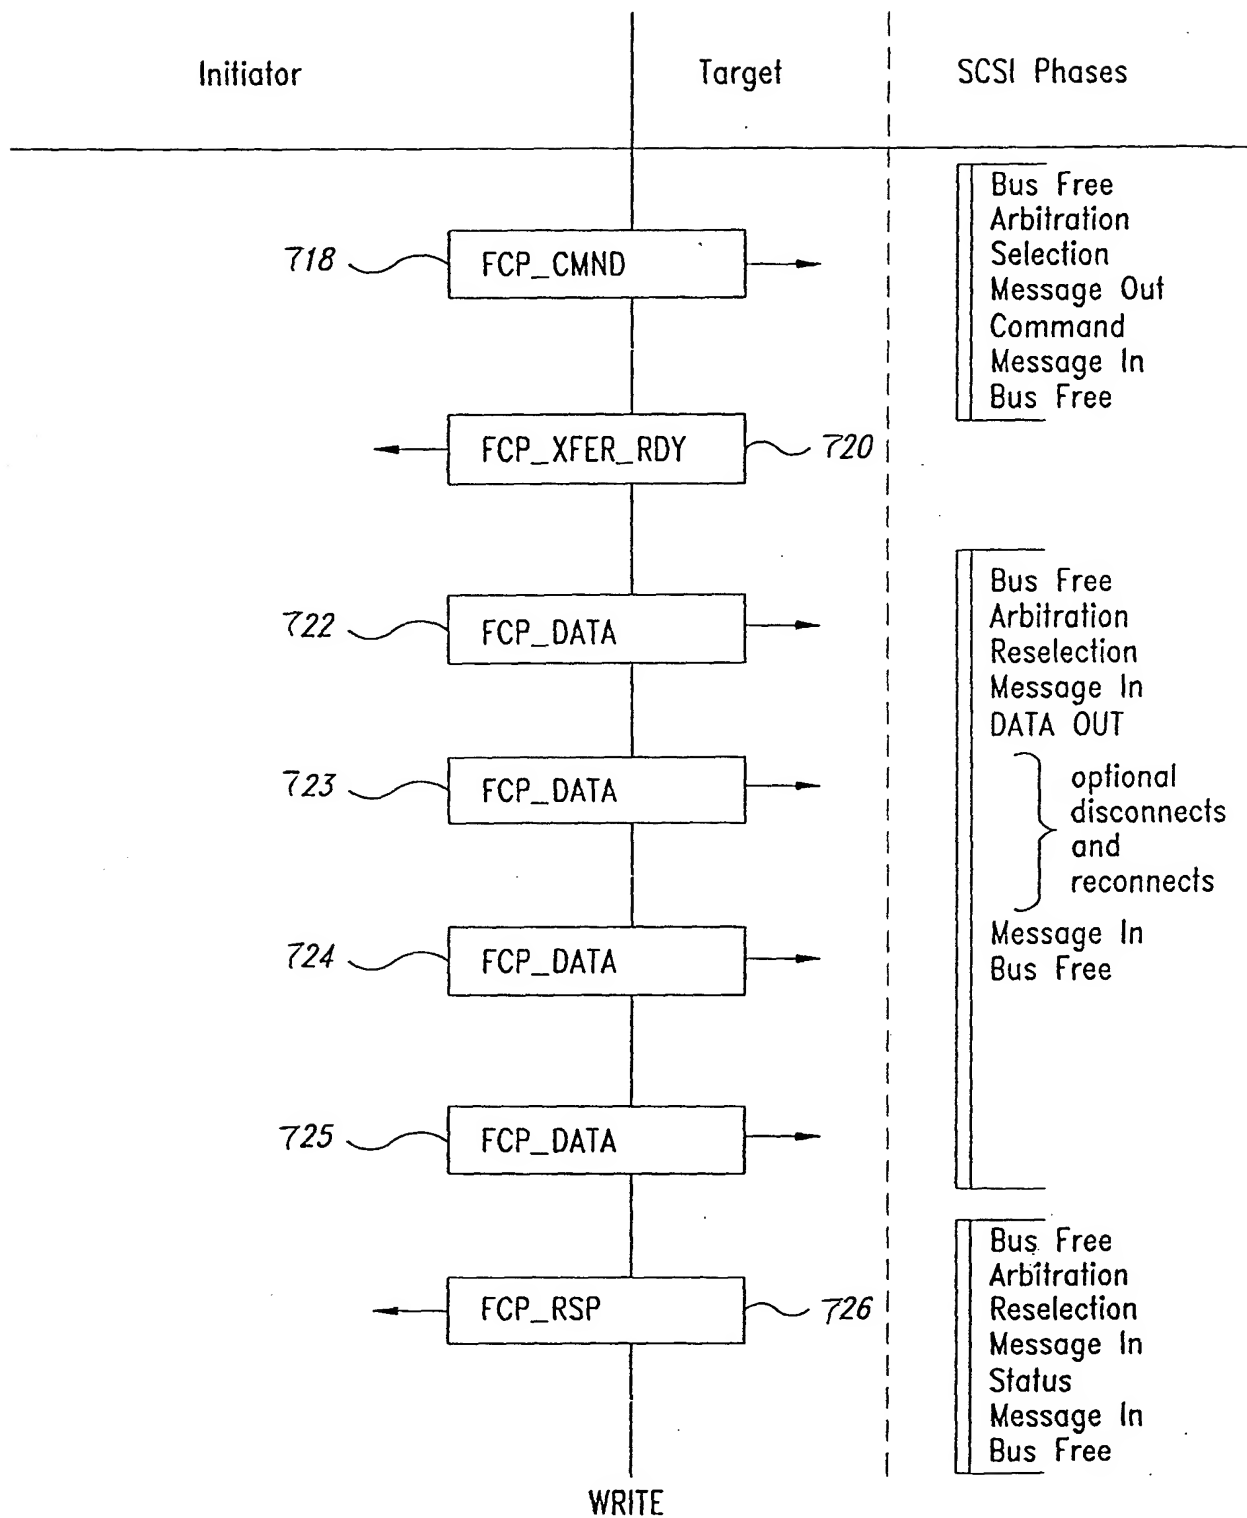 Initiator
Target
SCSI Phases
Bus Free
Arbitration
Selection
Message Out
Command
Message In
Bus Free
718
FCP_CMND
FCP_XFER_RDY
720
Bus Free
Arbitration
Reselection
Message In
DATA OUT
optional
disconnects
and
reconnects
Message In
Bus Free
722
FCP_DATA
723
FCP_DATA
724
FCP_DATA
725
FCP_DATA
FCP_RSP
726
Bus Free
Arbitration
Reselection
Message In
Status
Message In
Bus Free
WRITE